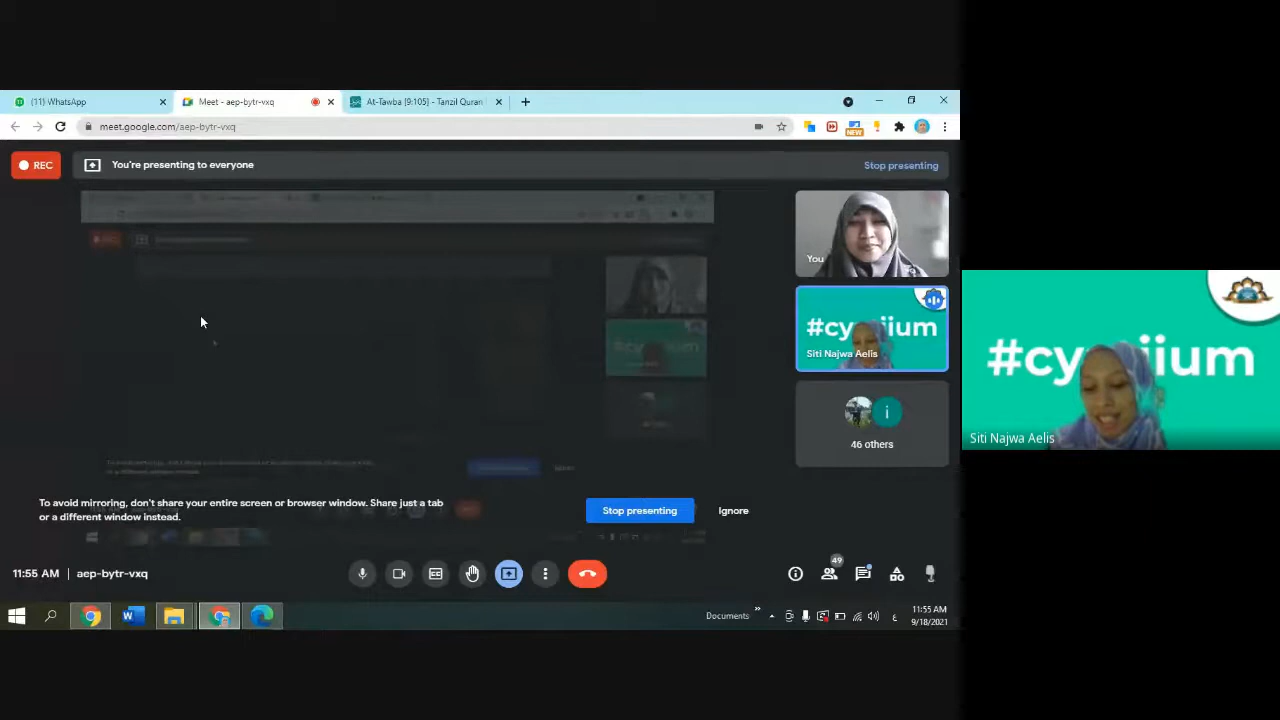 (11) WhatsApp
Meet - aep-bytr-vxq
At-Tawba [9:105] - Tanzil Quran
meet.google.com/aep-bytr-vxq
NEW
REC
You're presenting to everyone
Stop presenting
You
#cy
iium
Siti Najwa Aelis
46 others
To avoid mirroring, don't share your entire screen or browser window. Share just a tab
or a different window instead.
Stop presenting
Ignore
11:55 AM | aep-bytr-vxq
49
Documents
ع
11:55 AM
9/18/2021
#cy
iium
Siti Najwa Aelis